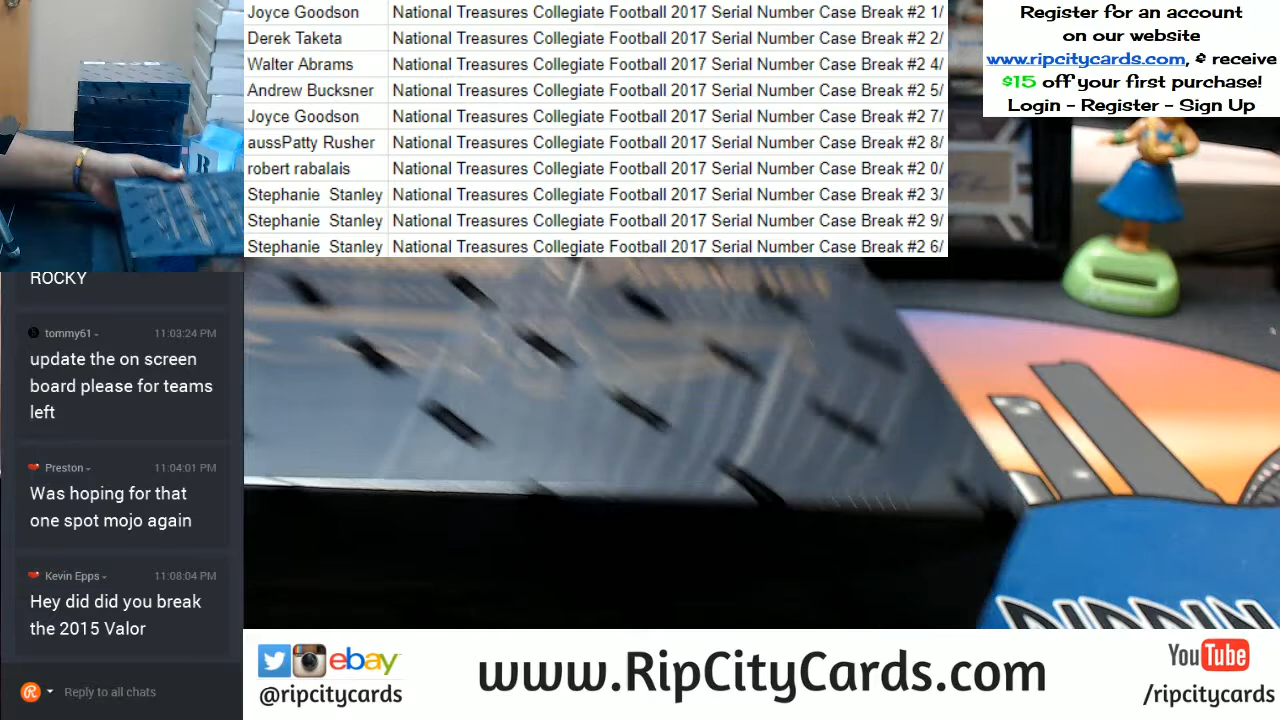 Joyce Goodson National Treasures Collegiate Football 2017 Serial Number Case Break #2 1/
Derek Taketa National Treasures Collegiate Football 2017 Serial Number Case Break #2 2/
Walter Abrams National Treasures Collegiate Football 2017 Serial Number Case Break #2 4/
Andrew Bucksner National Treasures Collegiate Football 2017 Serial Number Case Break #2 5/
Joyce Goodson National Treasures Collegiate Football 2017 Serial Number Case Break #2 7/
aussPatty Rusher National Treasures Collegiate Football 2017 Serial Number Case Break #2 8/
robert rabalais National Treasures Collegiate Football 2017 Serial Number Case Break #2 0/
Stephanie Stanley National Treasures Collegiate Football 2017 Serial Number Case Break #2 3/
Stephanie Stanley National Treasures Collegiate Football 2017 Serial Number Case Break #2 9/
Stephanie Stanley National Treasures Collegiate Football 2017 Serial Number Case Break #2 6/
Register for an account
on our website
www.ripcitycards.com, & receive
$15 off your first purchase!
Login - Register - Sign Up
ROCKY
tommy61 11:03:24 PM
update the on screen
board please for teams
left
Preston 11:04:01 PM
Was hoping for that
one spot mojo again
Kevin Epps 11:08:04 PM
Hey did did you break
the 2015 Valor
Reply to all chats
ebay
@ripcitycards
www.RipCityCards.com
YouTube
/ripcitycards